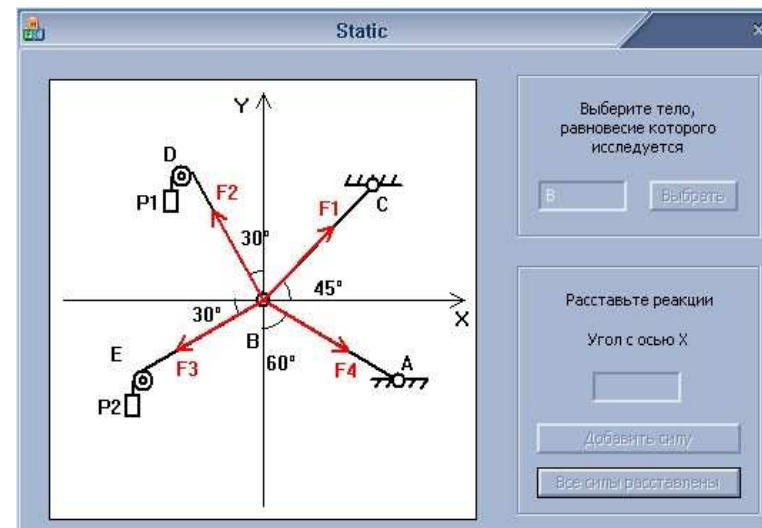 Static
Y
D
P1
F2
F1
C
30°
45°
30°
X
B
E
60°
A
F3
F4
P2
Выберите тело,
равновесие которого
исследуется
B
Выбрать
Расставьте реакции
Угол с осью X
Добавить силу
Все силы расставлены